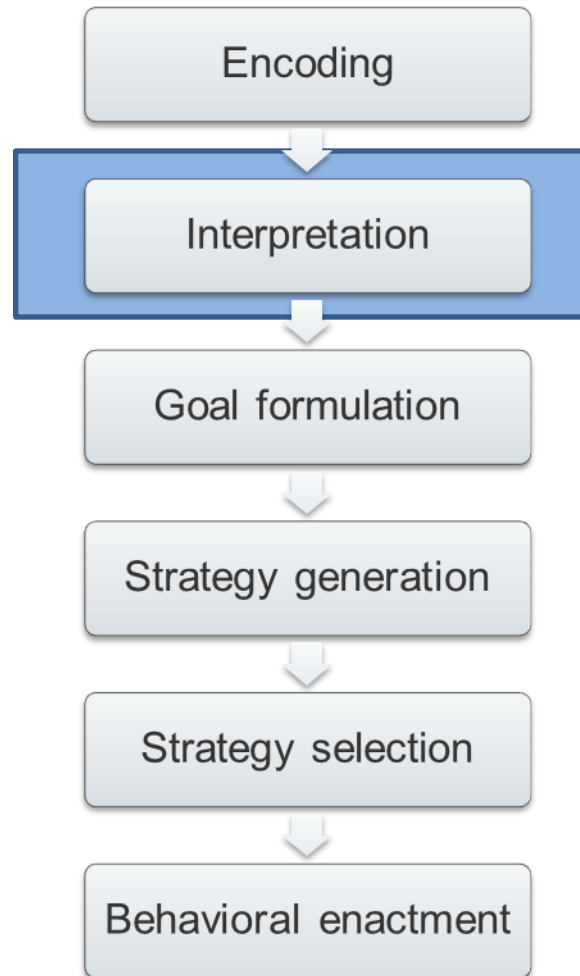 Encoding
Interpretation
Goal formulation
Strategy generation
Strategy selection
Behavioral enactment